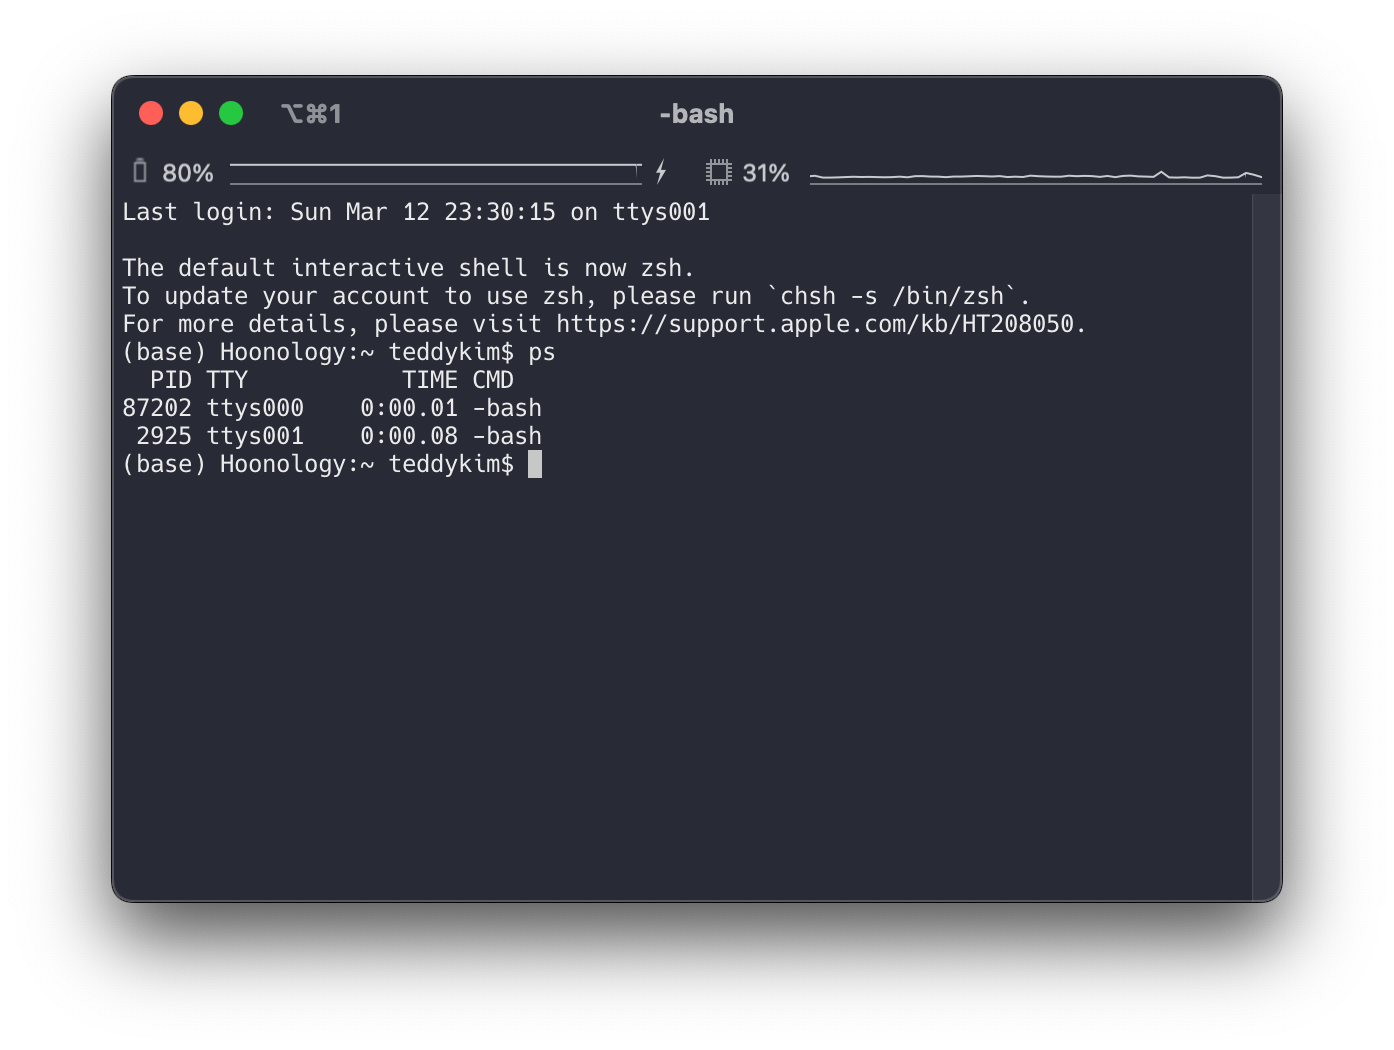 ⌥⌘1 -bash
80% 31%
Last login: Sun Mar 12 23:30:15 on ttys001
The default interactive shell is now zsh.
To update your account to use zsh, please run `chsh -s /bin/zsh`.
For more details, please visit https://support.apple.com/kb/HT208050.
(base) Hoonology:~ teddykim$ ps
  PID TTY           TIME CMD
87202 ttys000    0:00.01 -bash
 2925 ttys001    0:00.08 -bash
(base) Hoonology:~ teddykim$